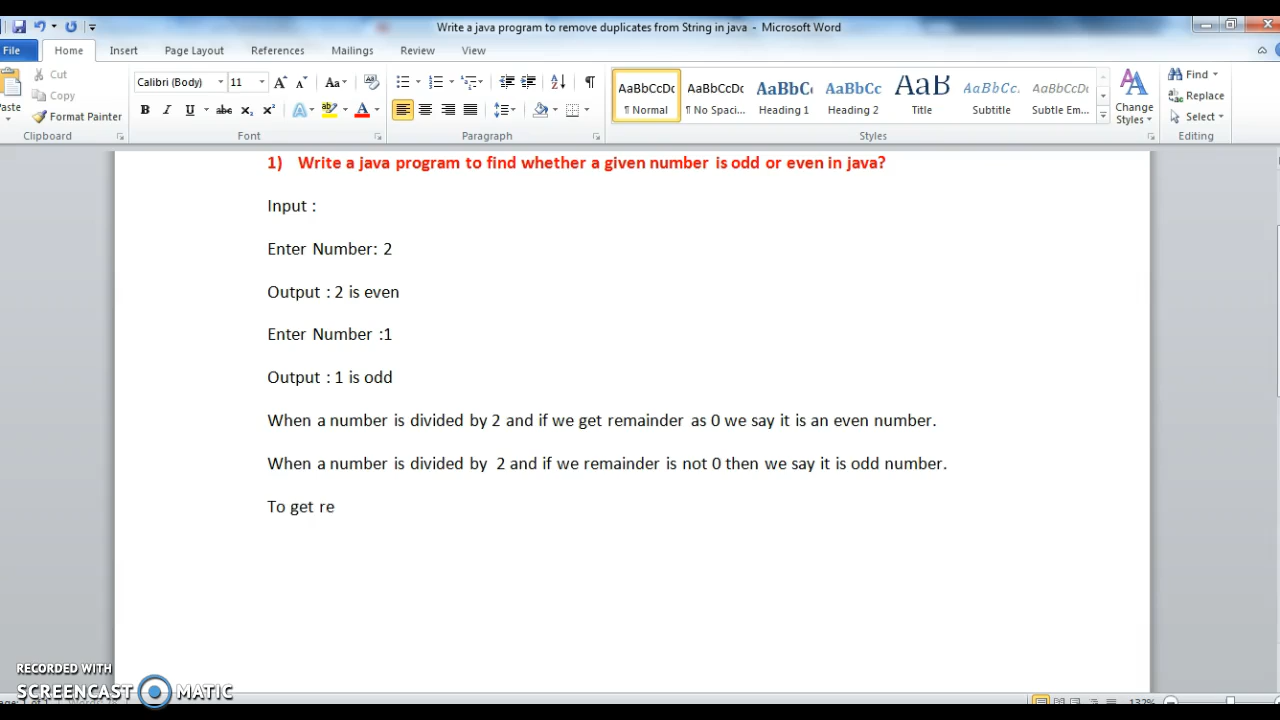 Write a java program to remove duplicates from String in java - Microsoft Word
File Home Insert Page Layout References Mailings Review View
Cut
Copy
Format Painter
Clipboard
Calibri (Body) 11
Font
Paragraph
AaBbCcDc AaBbCcDc AaBbC AaBbCc AaB AaBbCc. AaBbCcDc
¶ Normal ¶ No Spaci... Heading 1 Heading 2 Title Subtitle Subtle Em...
Styles
Change
Styles
Find
Replace
Select
Editing
1) Write a java program to find whether a given number is odd or even in java?
Input :
Enter Number: 2
Output : 2 is even
Enter Number :1
Output : 1 is odd
When a number is divided by 2 and if we get remainder as 0 we say it is an even number.
When a number is divided by 2 and if we remainder is not 0 then we say it is odd number.
To get re
RECORDED WITH
SCREENCAST MATIC
132%